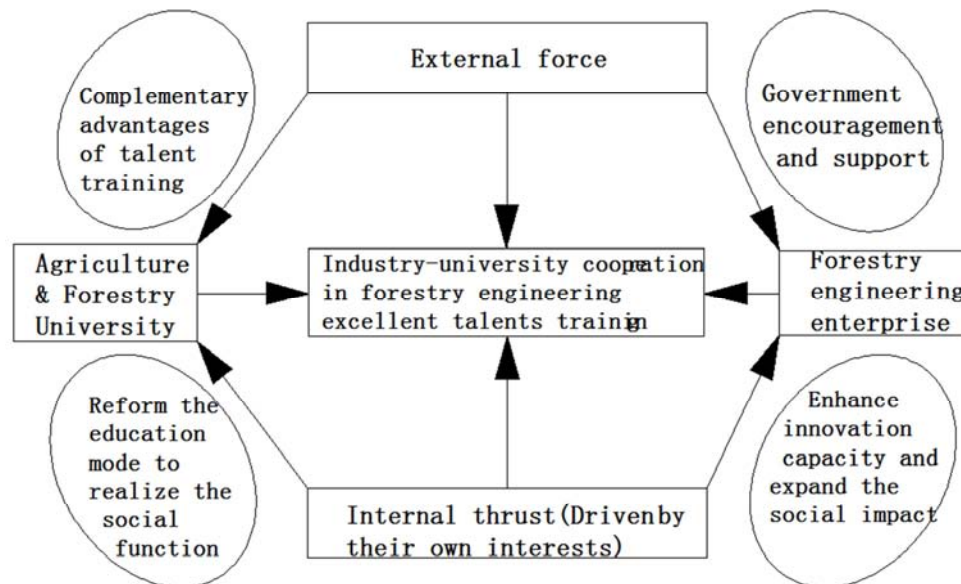 External force
Complementary
advantages
of talent
training
Government
encouragement
and support
Agriculture
& Forestry
University
Industry-university cooperation
in forestry engineering
excellent talents training
Forestry
engineering
enterprise
Reform the
education
mode to
realize the
social
function
Enhance
innovation
capacity and
expand the
social impact
Internal thrust(Drivenby
their own interests)